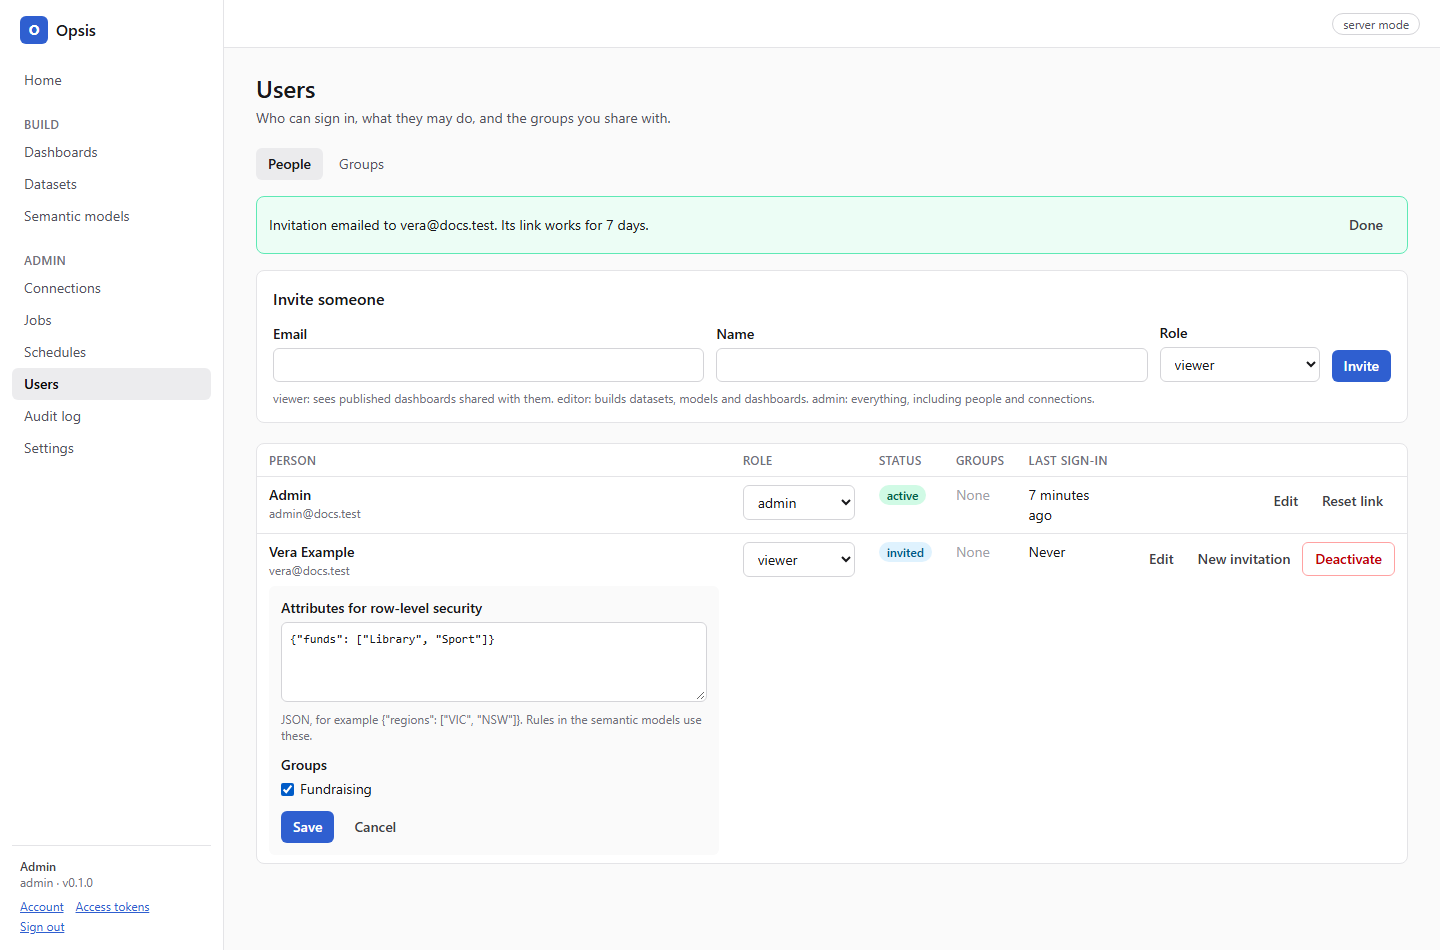 O Opsis
server mode
Home
BUILD
Dashboards
Datasets
Semantic models
ADMIN
Connections
Jobs
Schedules
Users
Audit log
Settings
Admin
admin · v0.1.0
Account Access tokens
Sign out
Users
Who can sign in, what they may do, and the groups you share with.
People Groups
Invitation emailed to vera@docs.test. Its link works for 7 days. Done
Invite someone
Email Name Role
viewer Invite
viewer: sees published dashboards shared with them. editor: builds datasets, models and dashboards. admin: everything, including people and connections.
PERSON ROLE STATUS GROUPS LAST SIGN-IN
Admin admin active None 7 minutes ago Edit Reset link
admin@docs.test
Vera Example viewer invited None Never Edit New invitation Deactivate
vera@docs.test
Attributes for row-level security
{"funds": ["Library", "Sport"]}
JSON, for example {"regions": ["VIC", "NSW"]}. Rules in the semantic models use
these.
Groups
Fundraising
Save Cancel